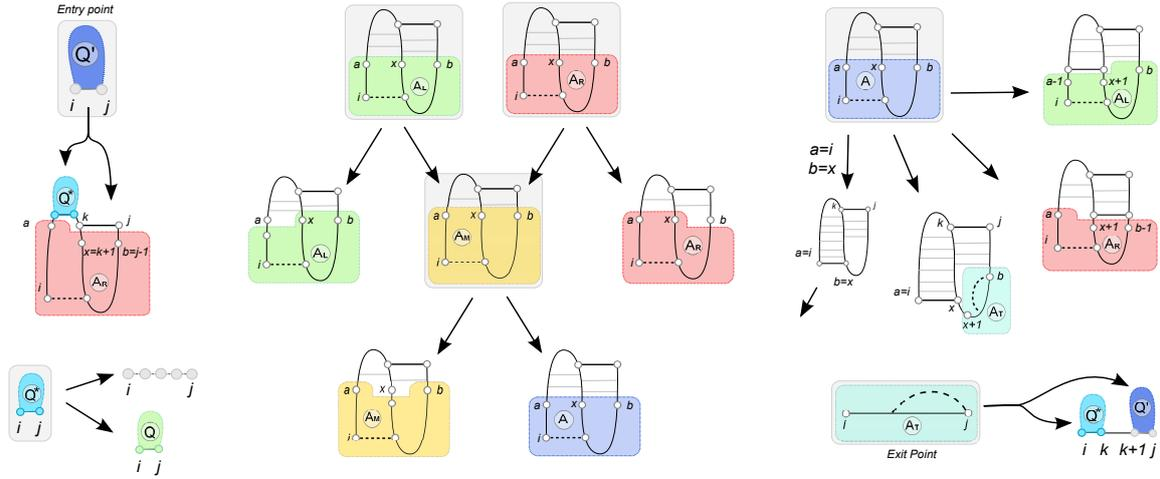 Entry point
Q'
i j
Q*
a k j
x=k+1 b=j-1
A_R
i
Q*
i j
i j
Q
i j
a x b
A_L
i
a x b
A_R
i
a x b
A_L
i
a x b
A_M
i
a x b
A_R
i
a x b
A_M
i
a x b
A
i
a x b
A
i
a-1 x+1 b
A_L
i
a=i
b=x
k j
a=i
b=x
k j
a=i
x
x+1
b
A_T
a
x+1 b-1
A_R
i
i j
A_T
Exit Point
Q* Q'
i k k+1 j